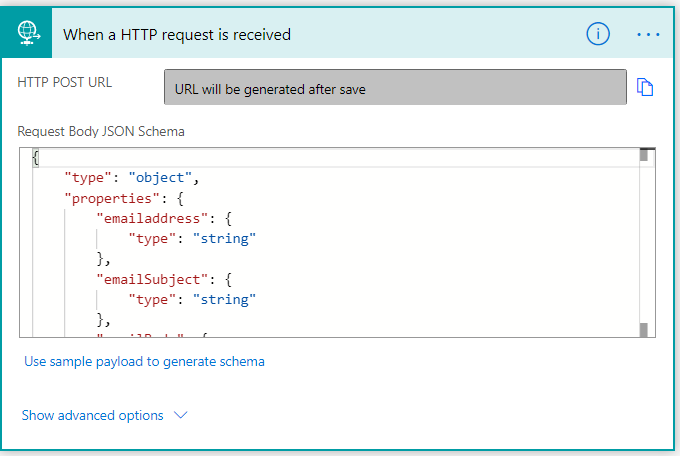 When a HTTP request is received
HTTP POST URL
URL will be generated after save
Request Body JSON Schema
{
"type": "object",
"properties": {
"emailaddress": {
"type": "string"
},
"emailSubject": {
"type": "string"
},
Use sample payload to generate schema
Show advanced options